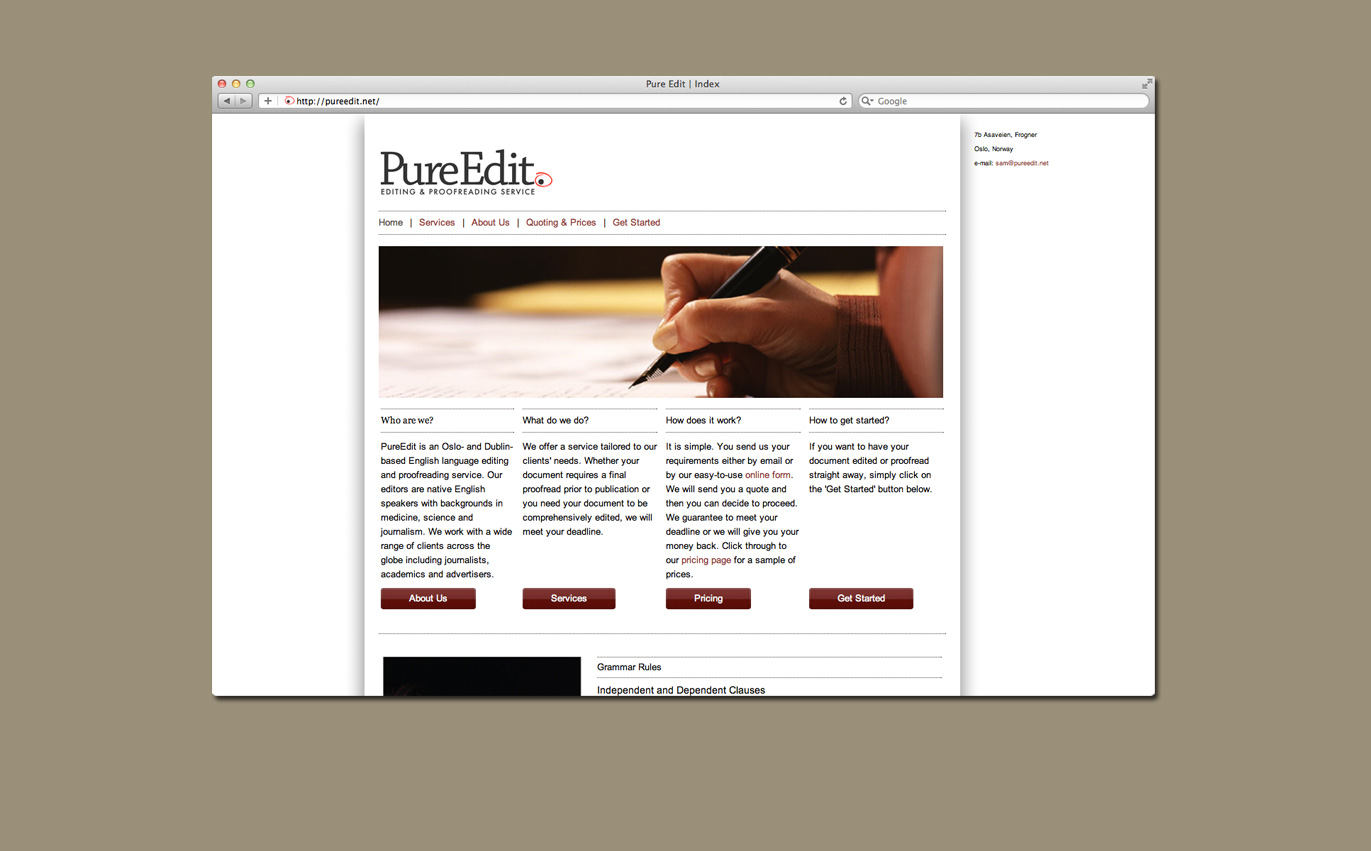 Pure Edit | Index
http://pureedit.net/
Google
7b Asaveien, Frogner
Oslo, Norway
e-mail: sam@pureedit.net
PureEdit
EDITING & PROOFREADING SERVICE
Home | Services | About Us | Quoting & Prices | Get Started
Who are we?
PureEdit is an Oslo- and Dublin-
based English language editing
and proofreading service. Our
editors are native English
speakers with backgrounds in
medicine, science and
journalism. We work with a wide
range of clients across the
globe including journalists,
academics and advertisers.
About Us
What do we do?
We offer a service tailored to our
clients' needs. Whether your
document requires a final
proofread prior to publication or
you need your document to be
comprehensively edited, we will
meet your deadline.
Services
How does it work?
It is simple. You send us your
requirements either by email or
by our easy-to-use online form.
We will send you a quote and
then you can decide to proceed.
We guarantee to meet your
deadline or we will give you your
money back. Click through to
our pricing page for a sample of
prices.
Pricing
How to get started?
If you want to have your
document edited or proofread
straight away, simply click on
the 'Get Started' button below.
Get Started
Grammar Rules
Independent and Dependent Clauses